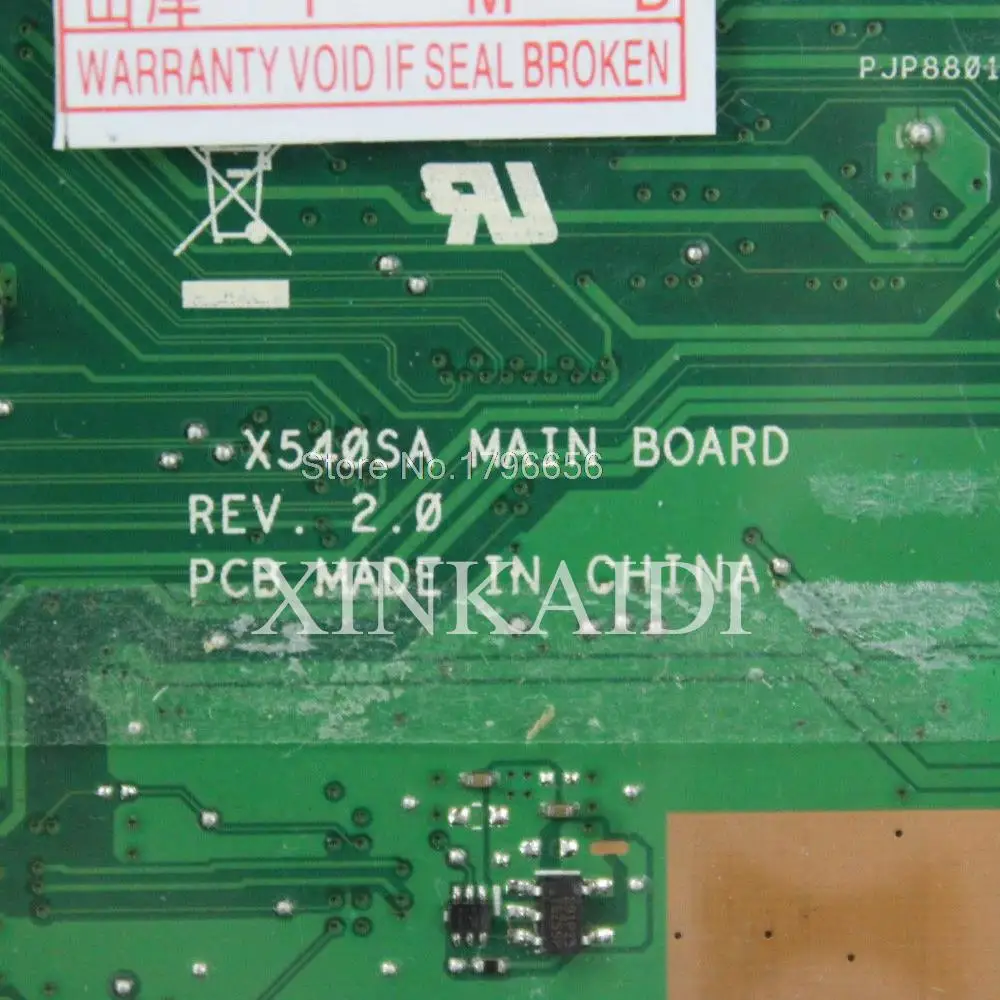 WARRANTY VOID IF SEAL BROKEN
PJP8801
X540SA MAIN BOARD
Store No.1796656
REV. 2.0
PCB MADE IN CHINA
XINKAIDI